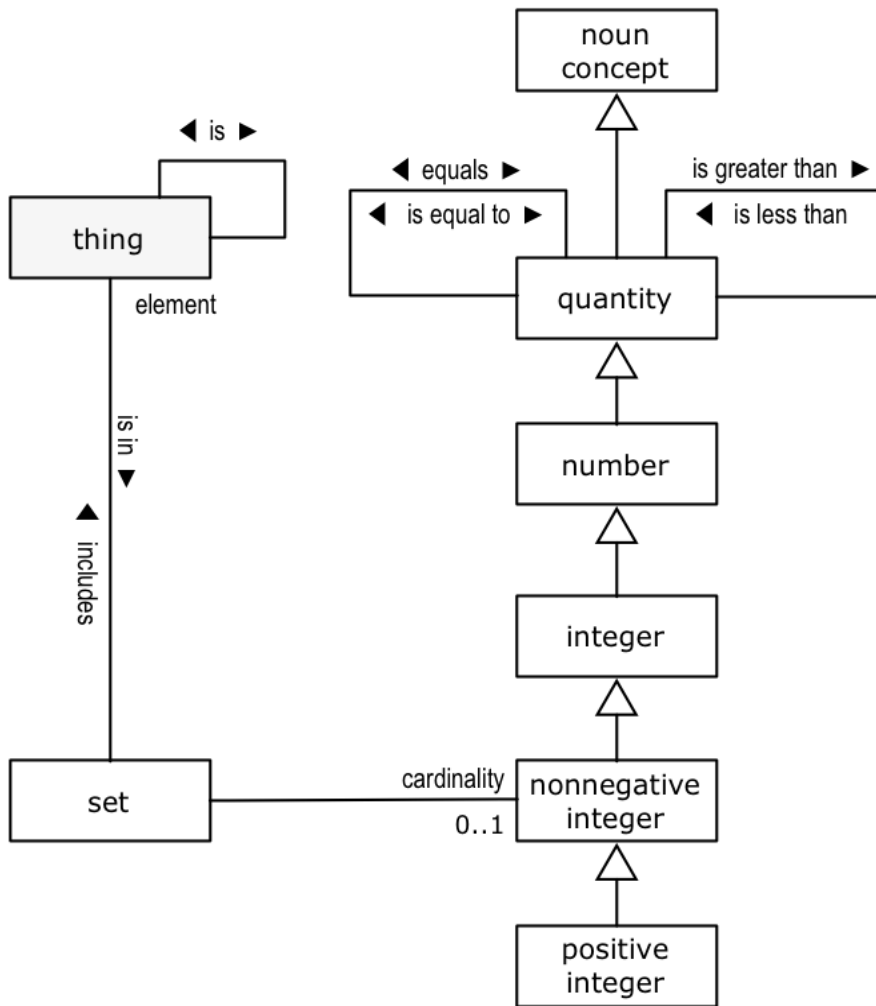 noun
concept
◄ is ►
◄ equals ►
is greater than ►
◄ is equal to ►
◄ is less than
thing
quantity
element
is in ►
number
◄ includes
integer
set
cardinality
0..1
nonnegative
integer
positive
integer